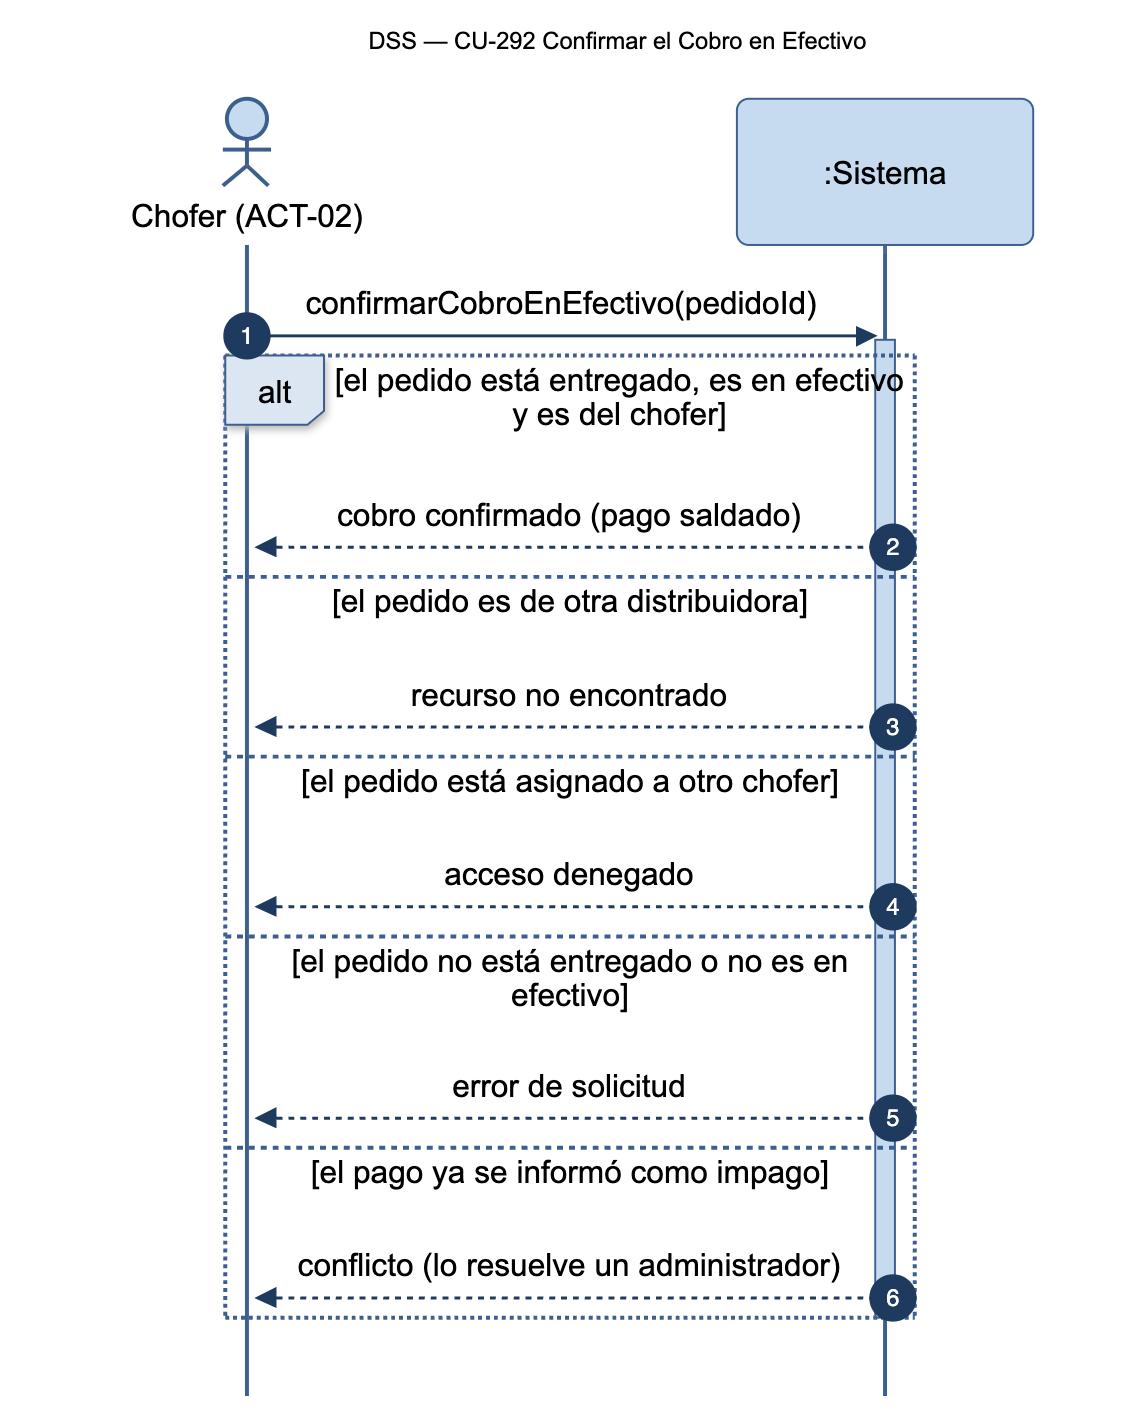 DSS — CU-292 Confirmar el Cobro en Efectivo
:Sistema
Chofer (ACT-02)
confirmarCobroEnEfectivo(pedidoId)
1
alt
[el pedido está entregado, es en efectivo
y es del chofer]
cobro confirmado (pago saldado)
2
[el pedido es de otra distribuidora]
recurso no encontrado
3
[el pedido está asignado a otro chofer]
acceso denegado
4
[el pedido no está entregado o no es en
efectivo]
error de solicitud
5
[el pago ya se informó como impago]
conflicto (lo resuelve un administrador)
6